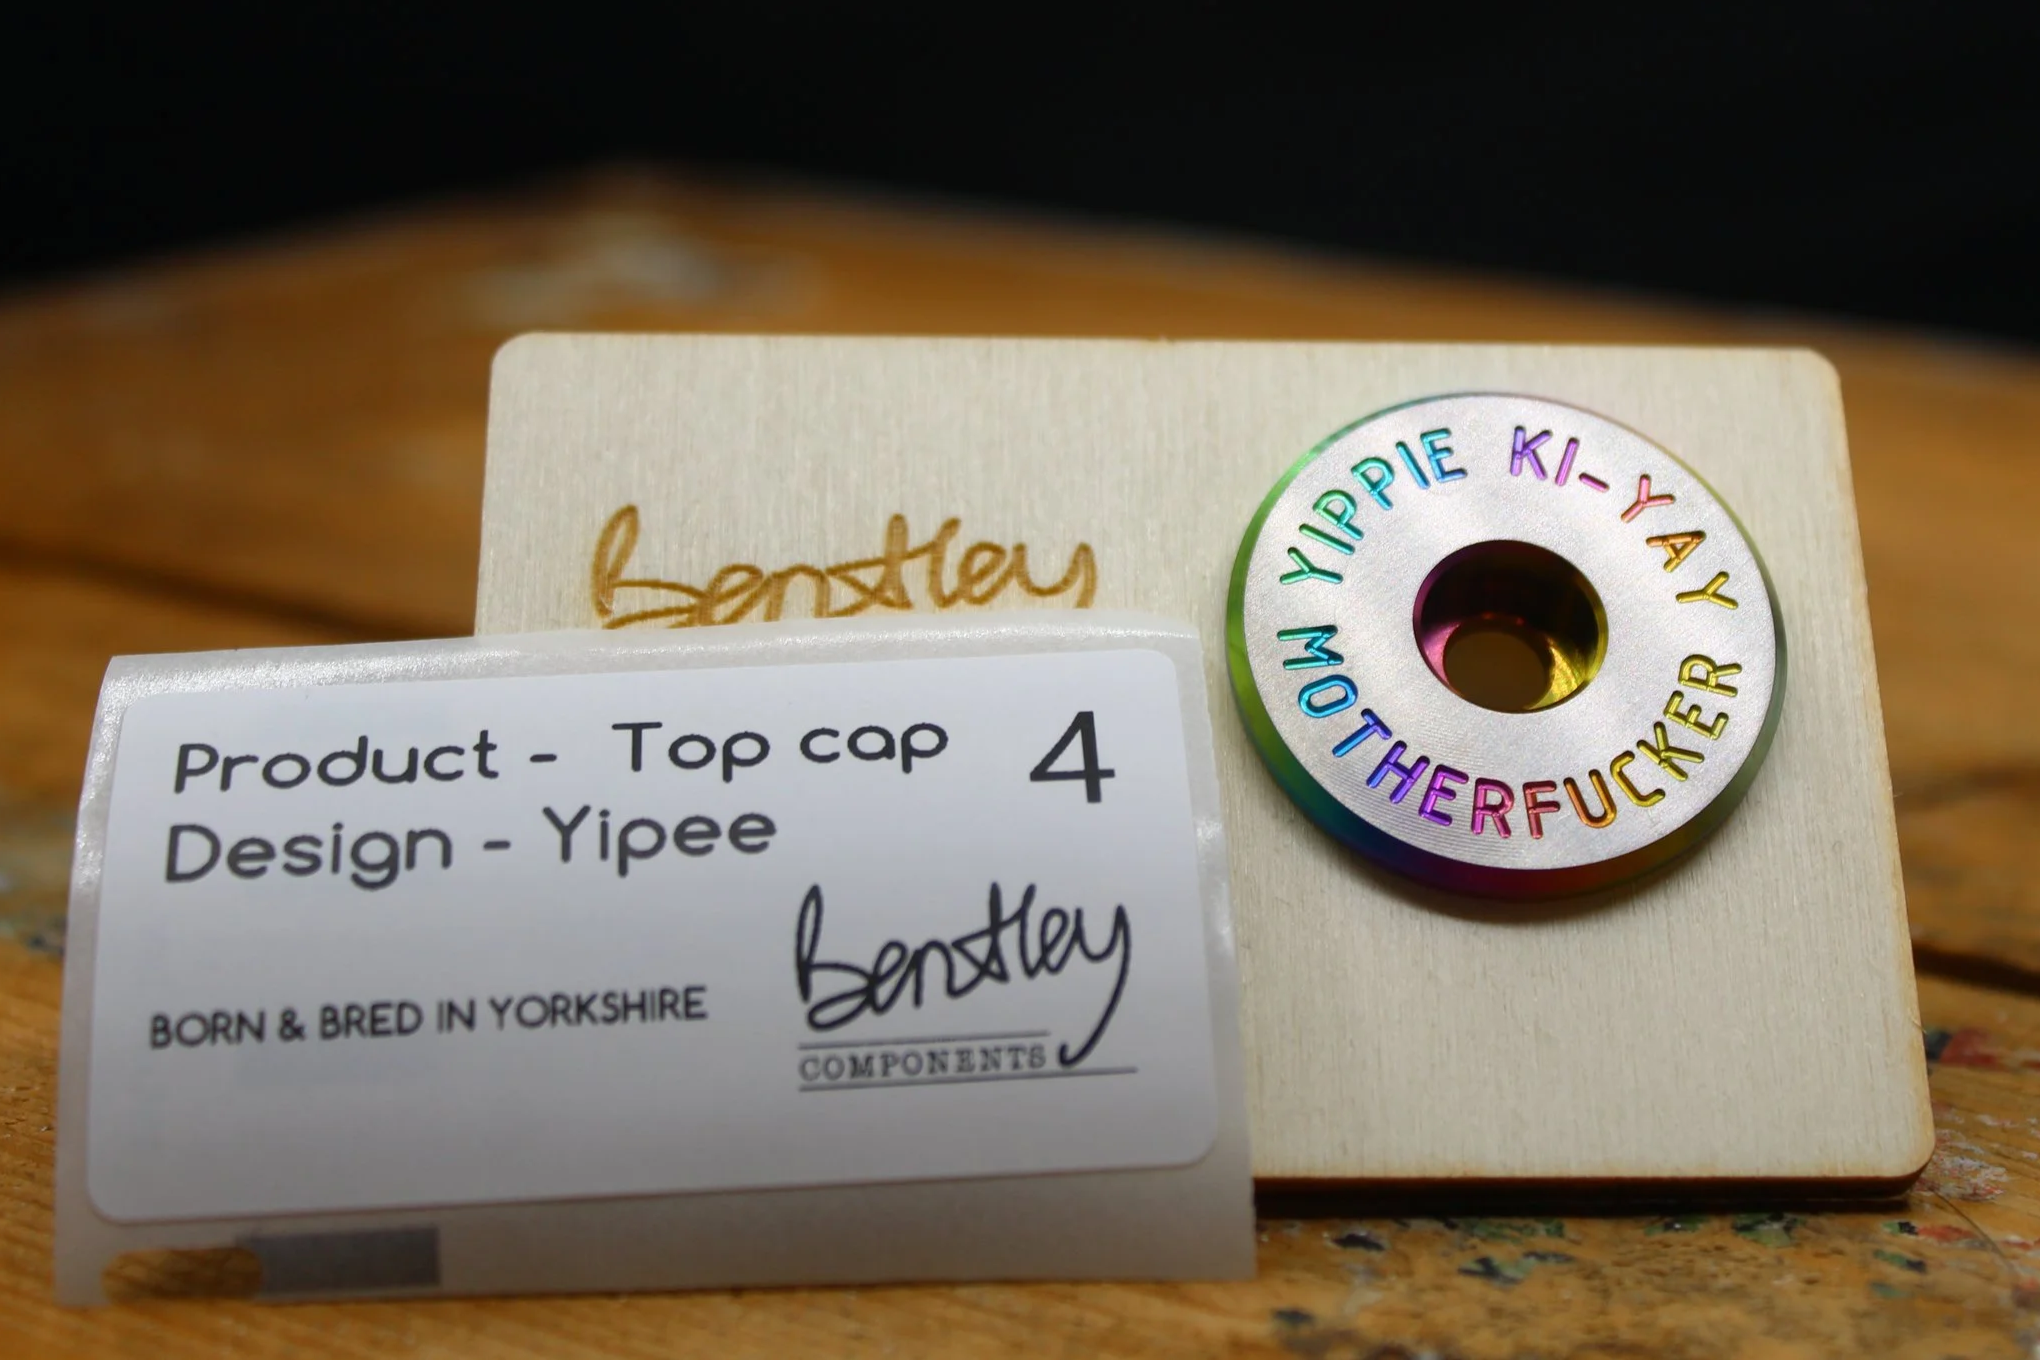 Bentley
YIPPIE KI-YAY
MOTHERFUCKER
Product - Top cap 4
Design - Yipee
BORN & BRED IN YORKSHIRE
Bentley
COMPONENTS